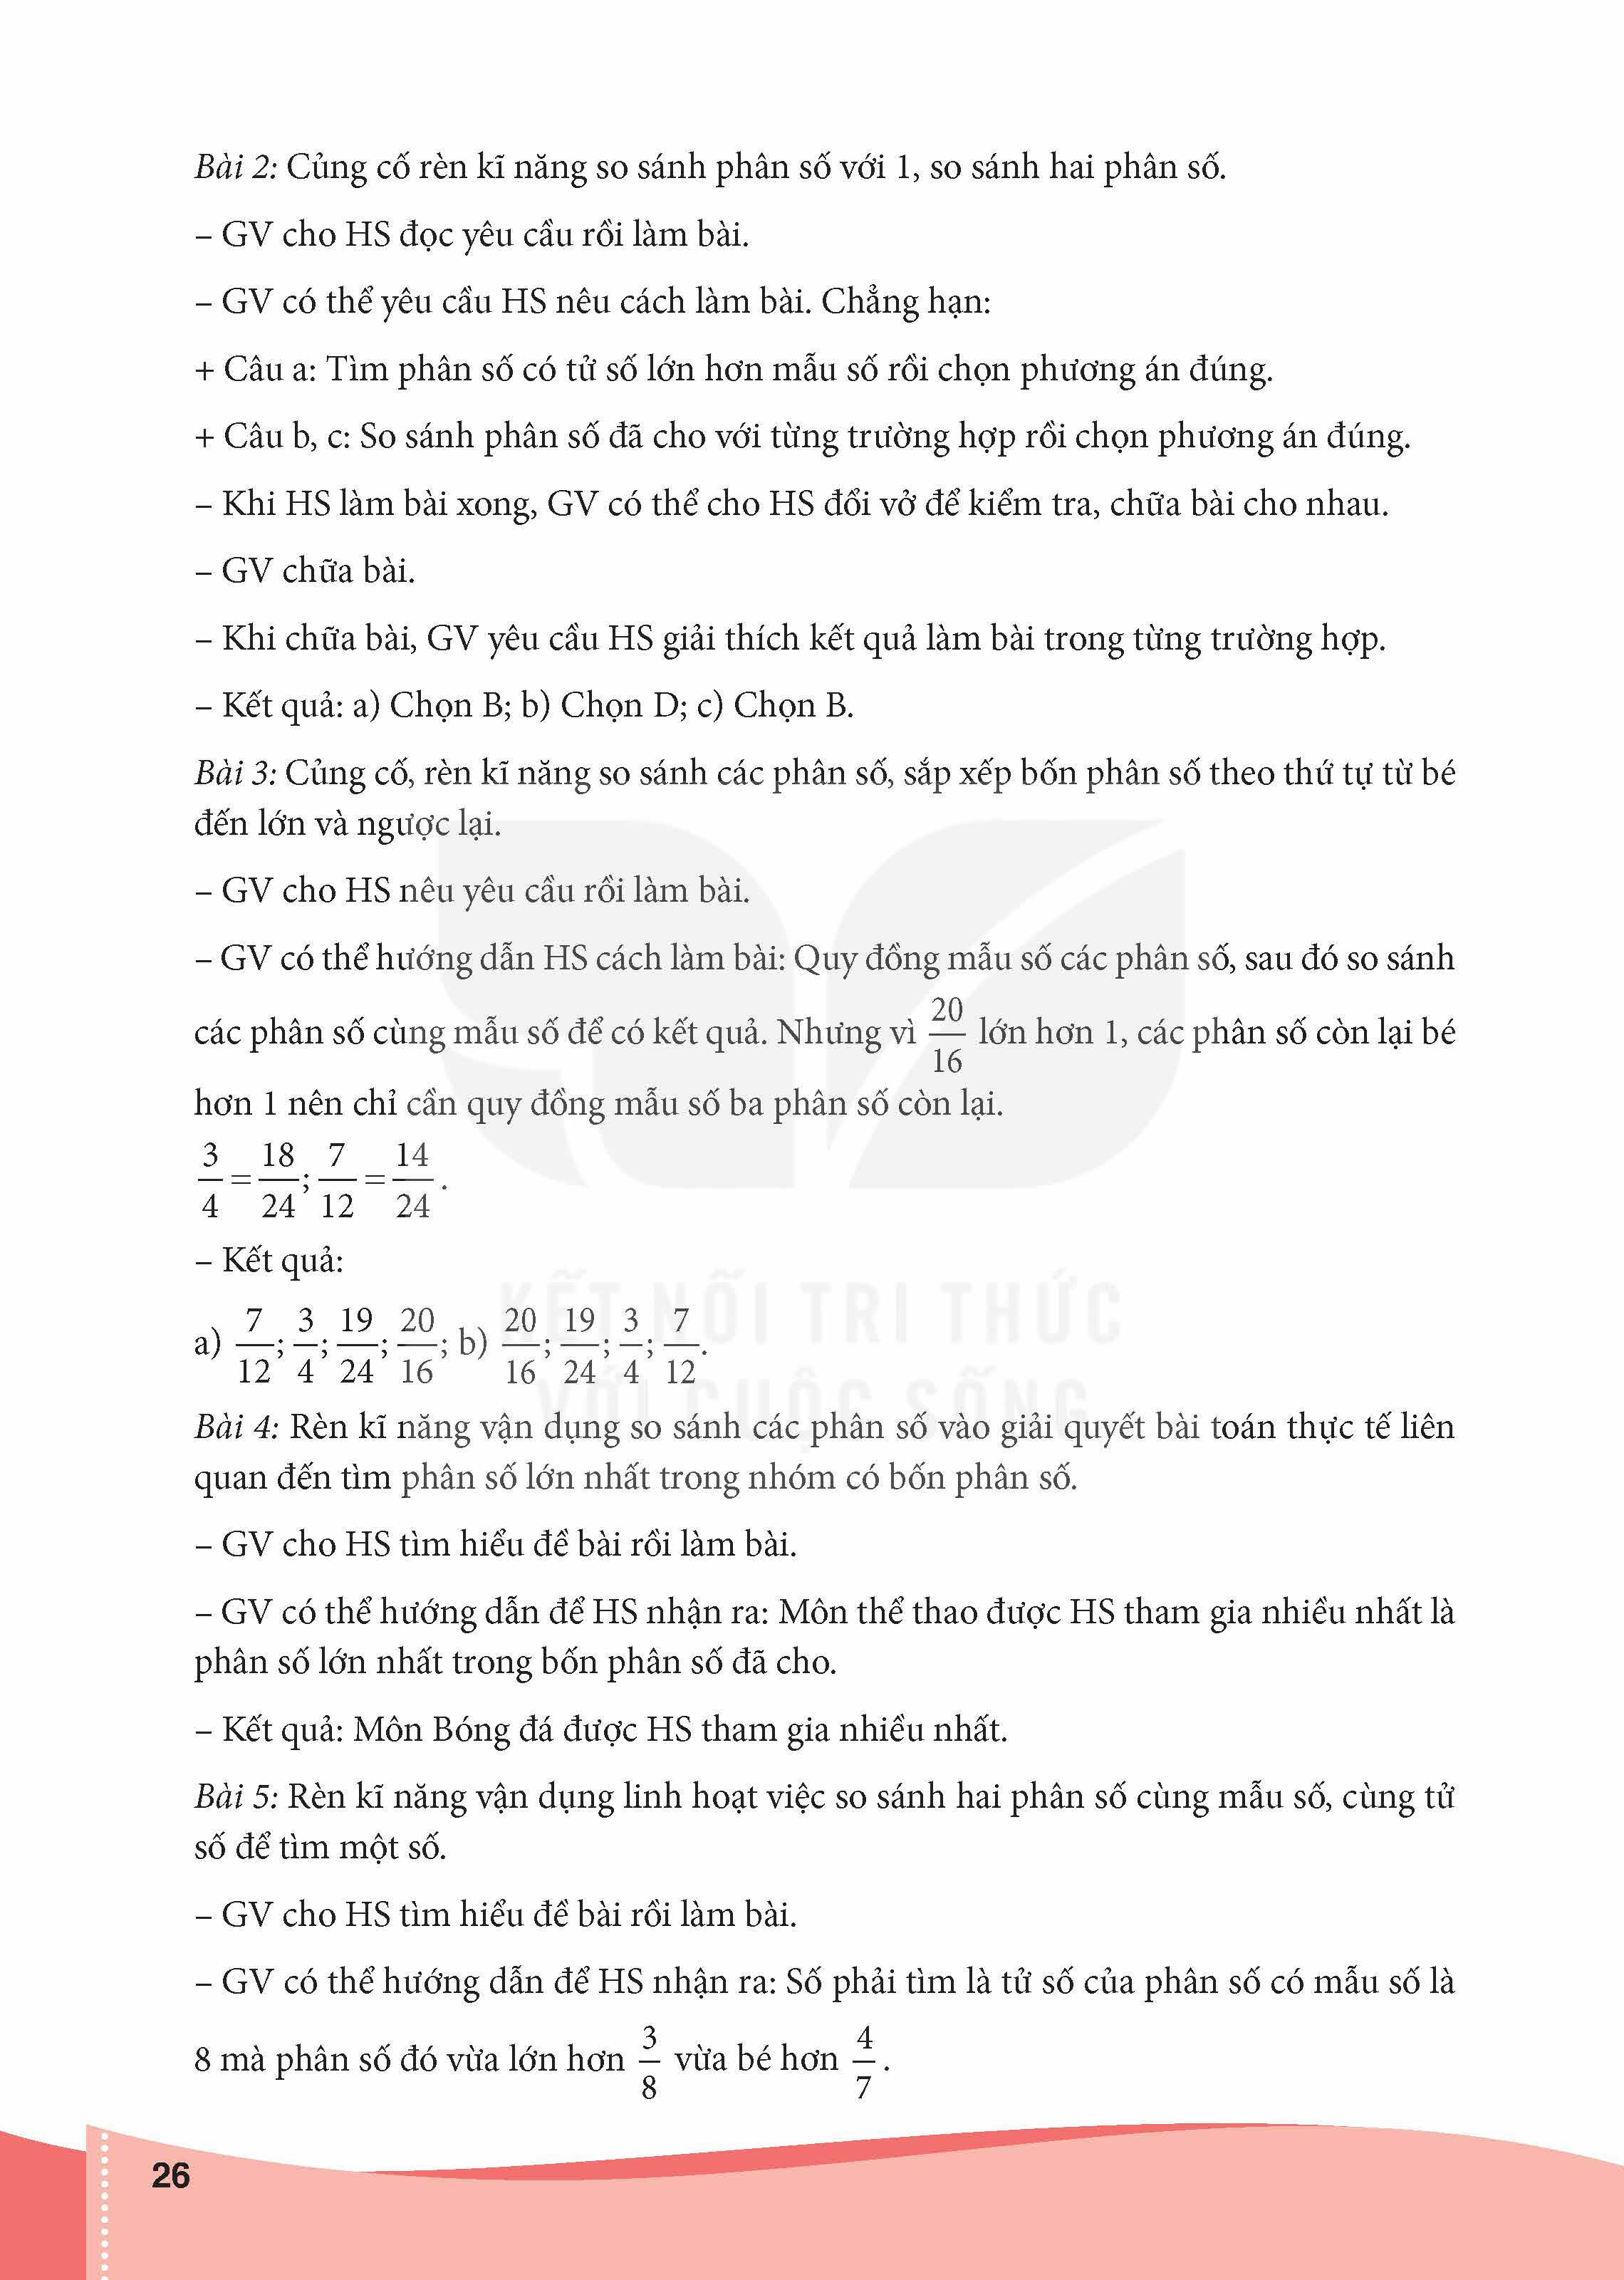 Bài 2: Củng cố rèn kĩ năng so sánh phân số với 1, so sánh hai phân số.
– GV cho HS đọc yêu cầu rồi làm bài.
– GV có thể yêu cầu HS nêu cách làm bài. Chẳng hạn:
+ Câu a: Tìm phân số có tử số lớn hơn mẫu số rồi chọn phương án đúng.
+ Câu b, c: So sánh phân số đã cho với từng trường hợp rồi chọn phương án đúng.
– Khi HS làm bài xong, GV có thể cho HS đổi vở để kiểm tra, chữa bài cho nhau.
– GV chữa bài.
– Khi chữa bài, GV yêu cầu HS giải thích kết quả làm bài trong từng trường hợp.
– Kết quả: a) Chọn B; b) Chọn D; c) Chọn B.
Bài 3: Củng cố, rèn kĩ năng so sánh các phân số, sắp xếp bốn phân số theo thứ tự từ bé
đến lớn và ngược lại.
– GV cho HS nêu yêu cầu rồi làm bài.
– GV có thể hướng dẫn HS cách làm bài: Quy đồng mẫu số các phân số, sau đó so sánh
các phân số cùng mẫu số để có kết quả. Nhưng vì 20/16 lớn hơn 1, các phân số còn lại bé
hơn 1 nên chỉ cần quy đồng mẫu số ba phân số còn lại.
3/4 = 18/24; 7/12 = 14/24.
– Kết quả:
a) 7/12; 3/4; 19/24; 20/16; b) 20/16; 19/24; 3/4; 7/12.
KẾT NỐI TRI THỨC
VỚI CUỘC SỐNG
Bài 4: Rèn kĩ năng vận dụng so sánh các phân số vào giải quyết bài toán thực tế liên
quan đến tìm phân số lớn nhất trong nhóm có bốn phân số.
– GV cho HS tìm hiểu đề bài rồi làm bài.
– GV có thể hướng dẫn để HS nhận ra: Môn thể thao được HS tham gia nhiều nhất là
phân số lớn nhất trong bốn phân số đã cho.
– Kết quả: Môn Bóng đá được HS tham gia nhiều nhất.
Bài 5: Rèn kĩ năng vận dụng linh hoạt việc so sánh hai phân số cùng mẫu số, cùng tử
số để tìm một số.
– GV cho HS tìm hiểu đề bài rồi làm bài.
– GV có thể hướng dẫn để HS nhận ra: Số phải tìm là tử số của phân số có mẫu số là
8 mà phân số đó vừa lớn hơn 3/8 vừa bé hơn 4/7.
26